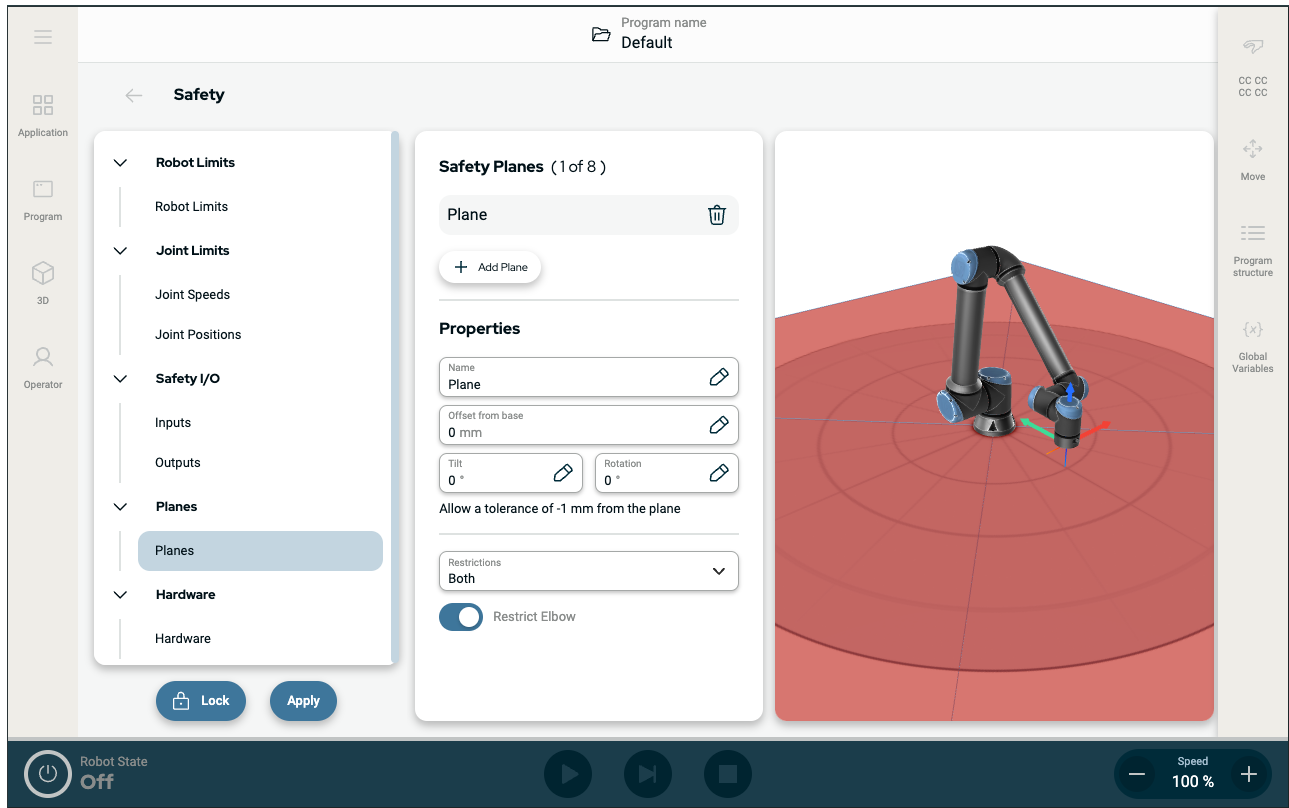 Program name
Default
Application
Program
3D
Operator
Safety
Robot Limits
Robot Limits
Joint Limits
Joint Speeds
Joint Positions
Safety I/O
Inputs
Outputs
Planes
Planes
Hardware
Hardware
Lock
Apply
Safety Planes ( 1 of 8 )
Plane
Add Plane
Properties
Name
Plane
Offset from base
0 mm
Tilt
0 °
Rotation
0 °
Allow a tolerance of -1 mm from the plane
Restrictions
Both
Restrict Elbow
CC CC
CC CC
Move
Program
structure
{x}
Global
Variables
Robot State
Off
Speed
100 %